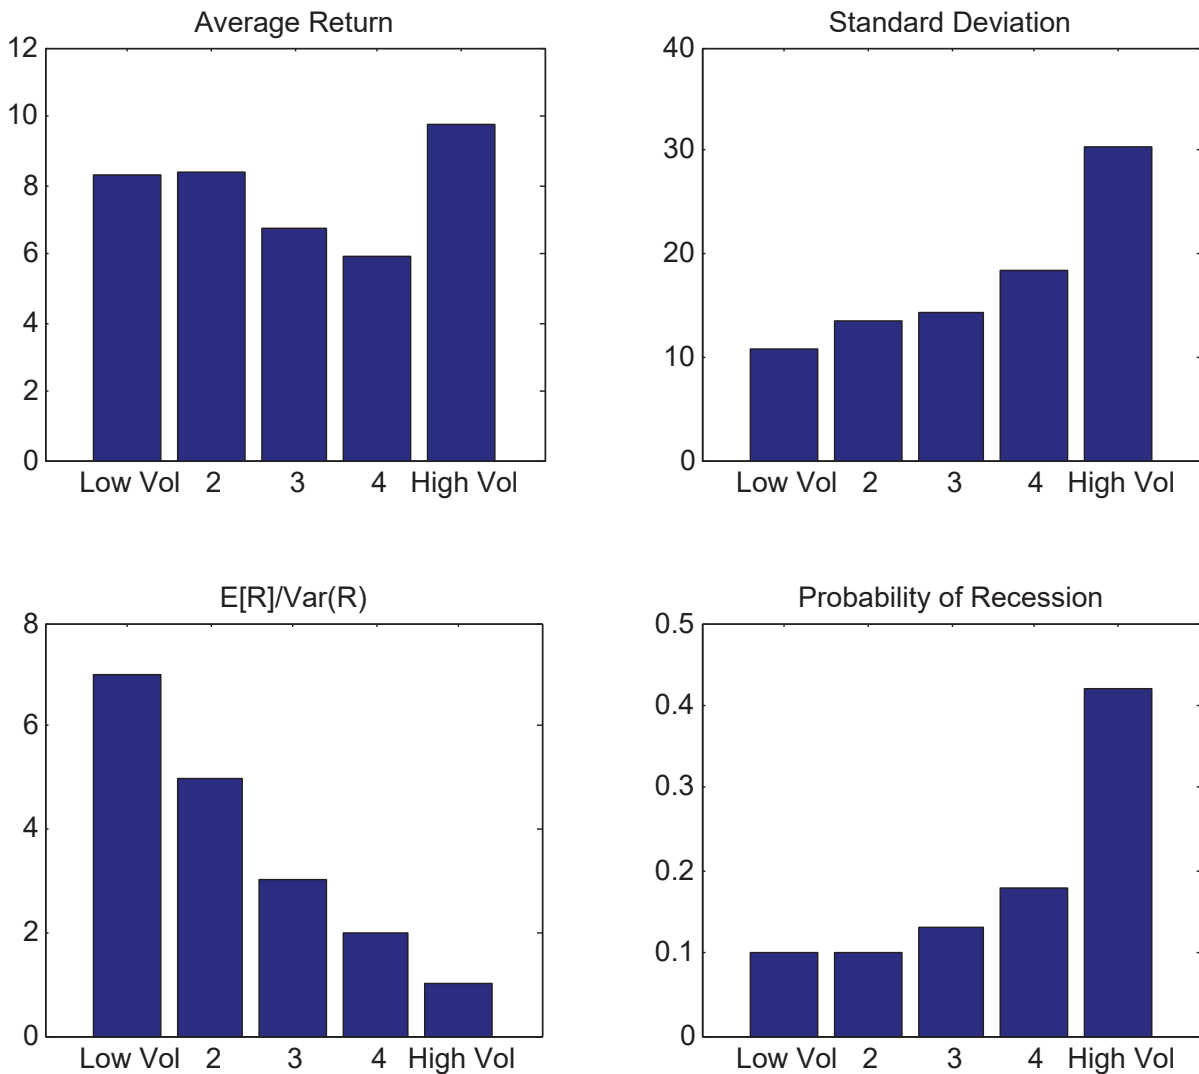 Average Return
12
10
8
6
4
2
0
Low Vol 2 3 4 High Vol
Standard Deviation
40
30
20
10
0
Low Vol 2 3 4 High Vol
E[R]/Var(R)
8
6
4
2
0
Low Vol 2 3 4 High Vol
Probability of Recession
0.5
0.4
0.3
0.2
0.1
0
Low Vol 2 3 4 High Vol